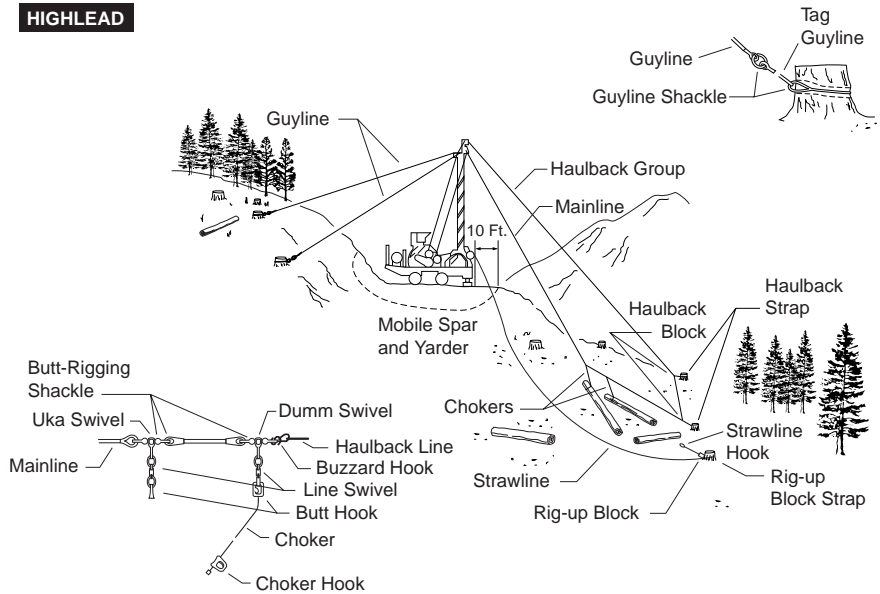 HIGHLEAD
Tag
Guyline
Guyline
Guyline Shackle
Guyline
Haulback Group
Mainline
10 Ft.
Haulback
Strap
Haulback
Block
Mobile Spar
and Yarder
Chokers
Strawline
Strawline
Hook
Rig-up
Block Strap
Rig-up Block
Butt-Rigging
Shackle
Uka Swivel
Dumm Swivel
Mainline
Haulback Line
Buzzard Hook
Line Swivel
Butt Hook
Choker
Choker Hook